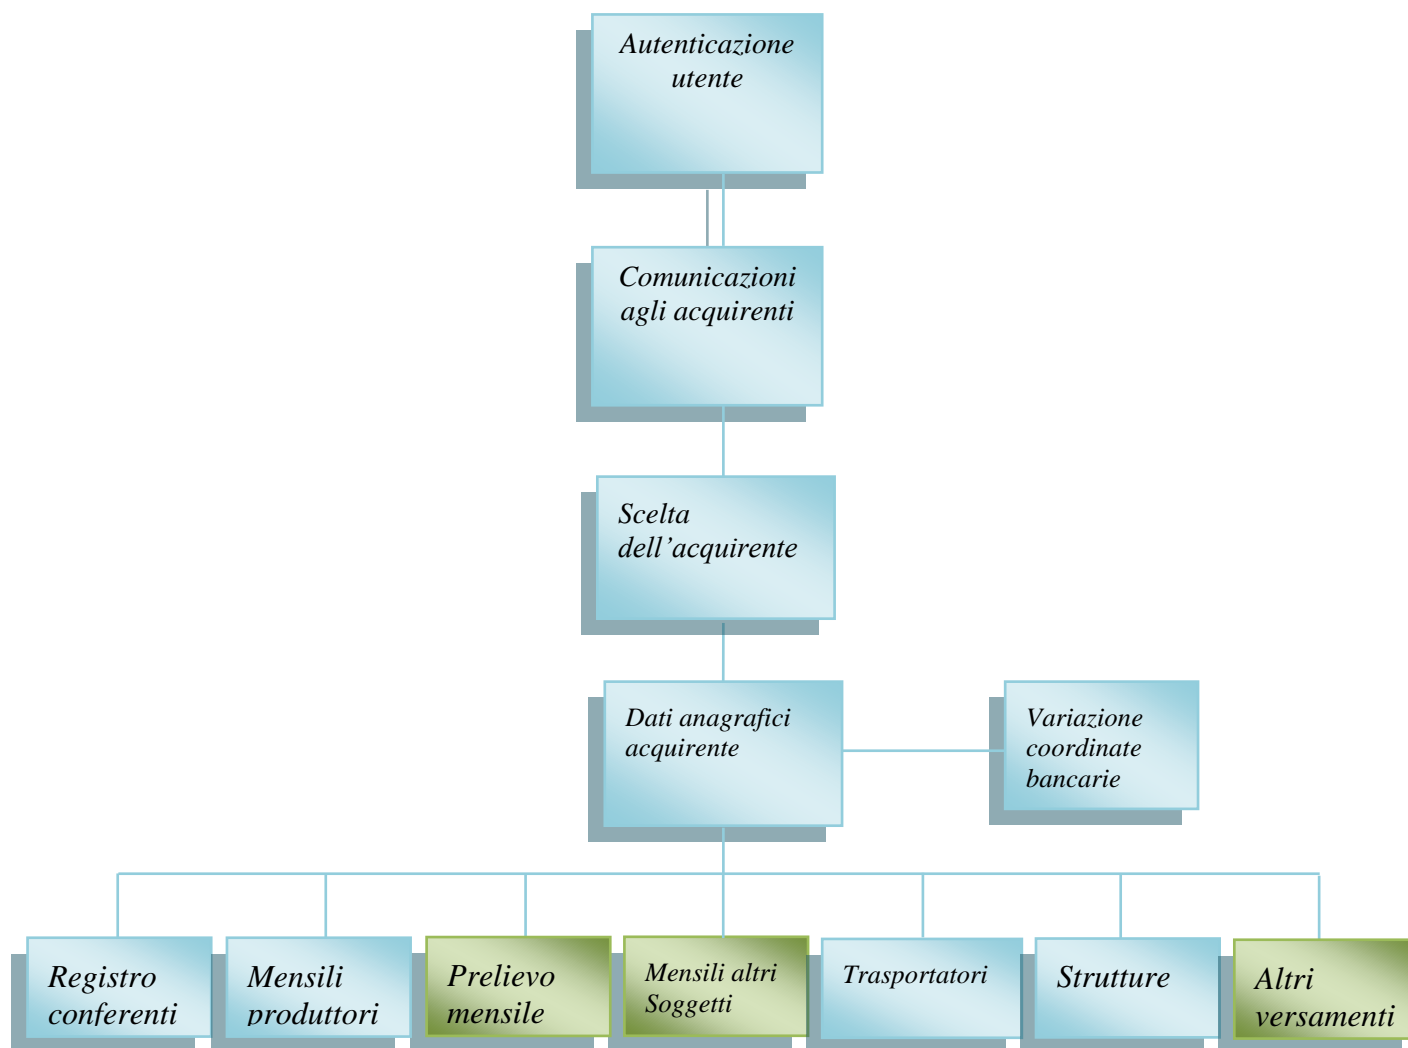 Autenticazione
utente
Comunicazioni
agli acquirenti
Scelta
dell’acquirente
Dati anagrafici
acquirente
Variazione
coordinate
bancarie
Registro
conferenti
Mensili
produttori
Prelievo
mensile
Mensili altri
Soggetti
Trasportatori
Strutture
Altri
versamenti